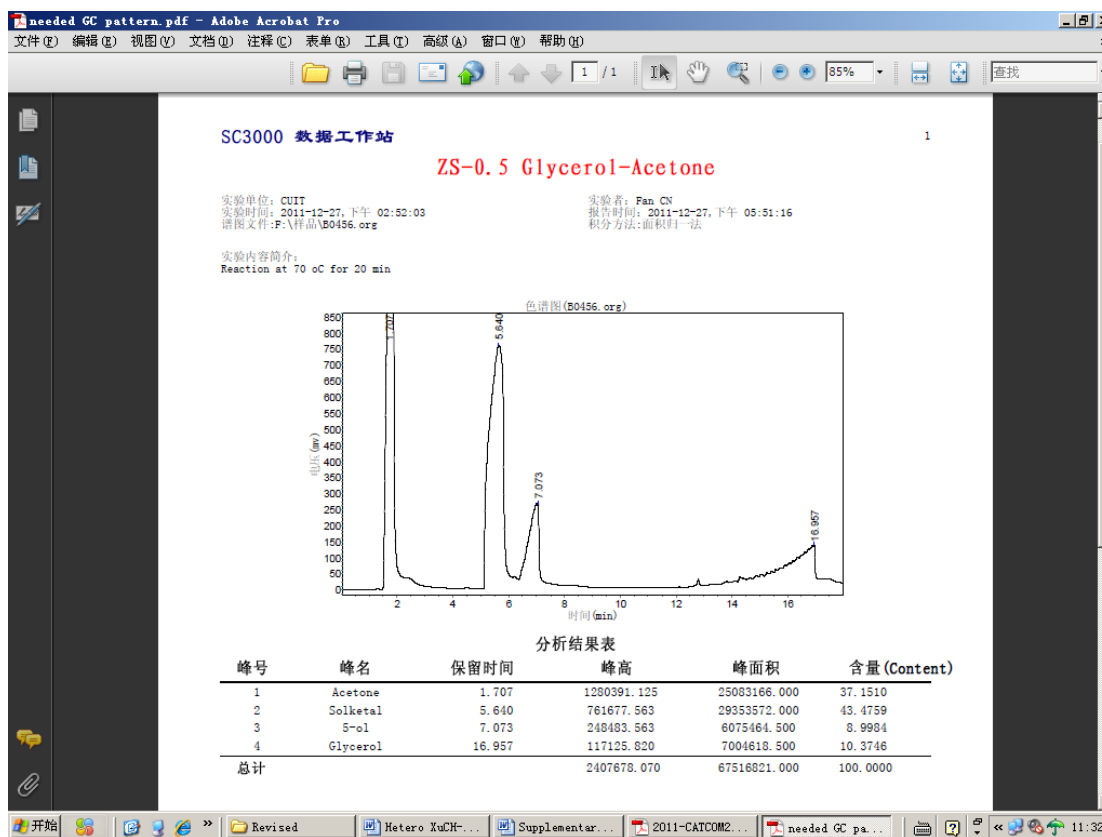 needed GC pattern.pdf - Adobe Acrobat Pro
文件(F) 编辑(E) 视图(V) 文档(D) 注释(C) 表单(R) 工具(T) 高级(A) 窗口(W) 帮助(H)
1 / 1 85% 查找
SC3000 数据工作站 1
ZS-0.5 Glycerol-Acetone
实验单位: CUIT 实验者: Fan CN
实验时间: 2011-12-27,下午 02:52:03 报告时间: 2011-12-27,下午 05:51:16
谱图文件:F:\样品\B0456.org 积分方法:面积归一法
实验内容简介:
Reaction at 70 oC for 20 min
色谱图(B0456.org)
850
800
750
700
650
600
550
500
450
400
350
300
250
200
150
100
50
0
电压(mv)
1.707
5.640
7.073
16.957
2 4 6 8 10 12 14 16
时间(min)
分析结果表
峰号 峰名 保留时间 峰高 峰面积 含量(Content)
1 Acetone 1.707 1280391.125 25083166.000 37.1510
2 Solketal 5.640 761677.563 29353572.000 43.4759
3 5-ol 7.073 248483.563 6075464.500 8.9984
4 Glycerol 16.957 117125.820 7004618.500 10.3746
总计 2407678.070 67516821.000 100.0000
开始 » Revised Hetero XuCH-... Supplementar... 2011-CATCOM2... needed GC pa... « 11:32